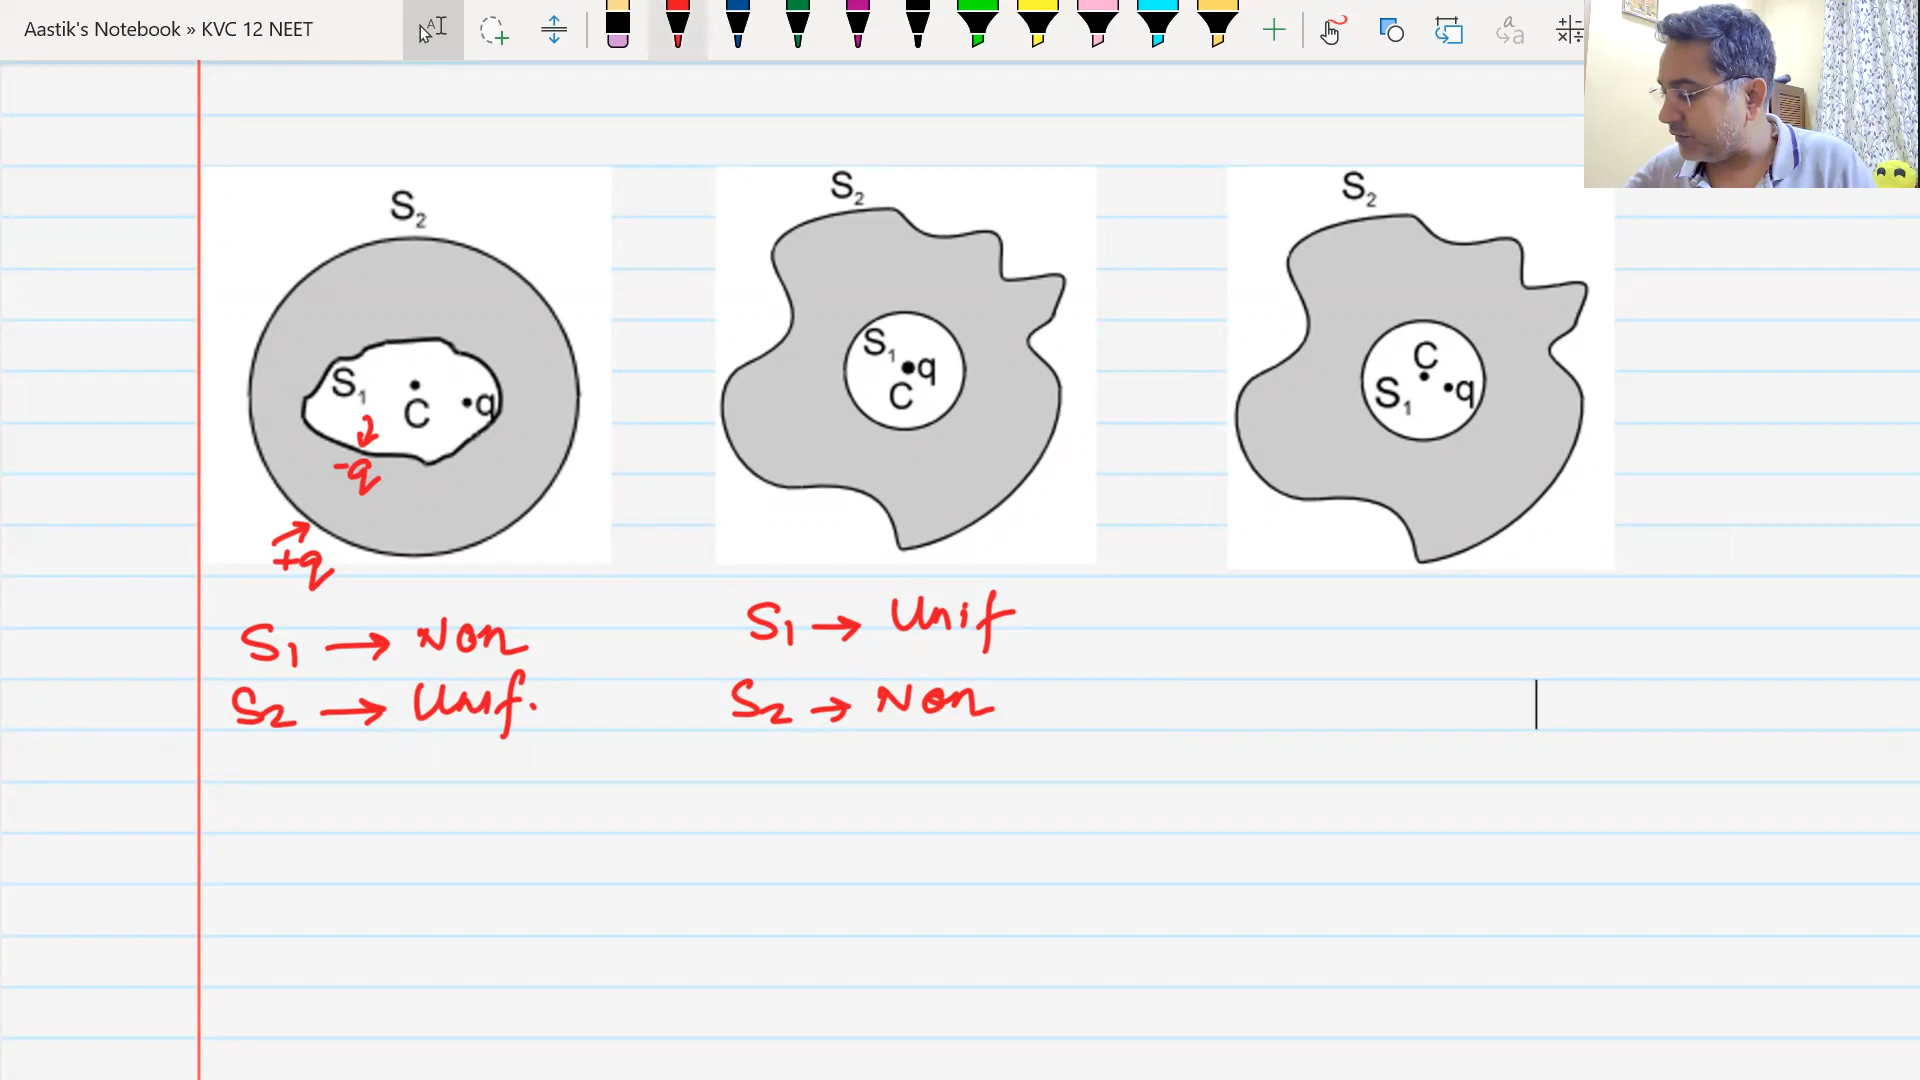 Aastik's Notebook » KVC 12 NEET
S₂
S₁
C
q
-q
+q
S₁ → Non
S₂ → Unif.
S₂
S₁
q
C
S₁ → Unif
S₂ → Non
S₂
C
S₁
q